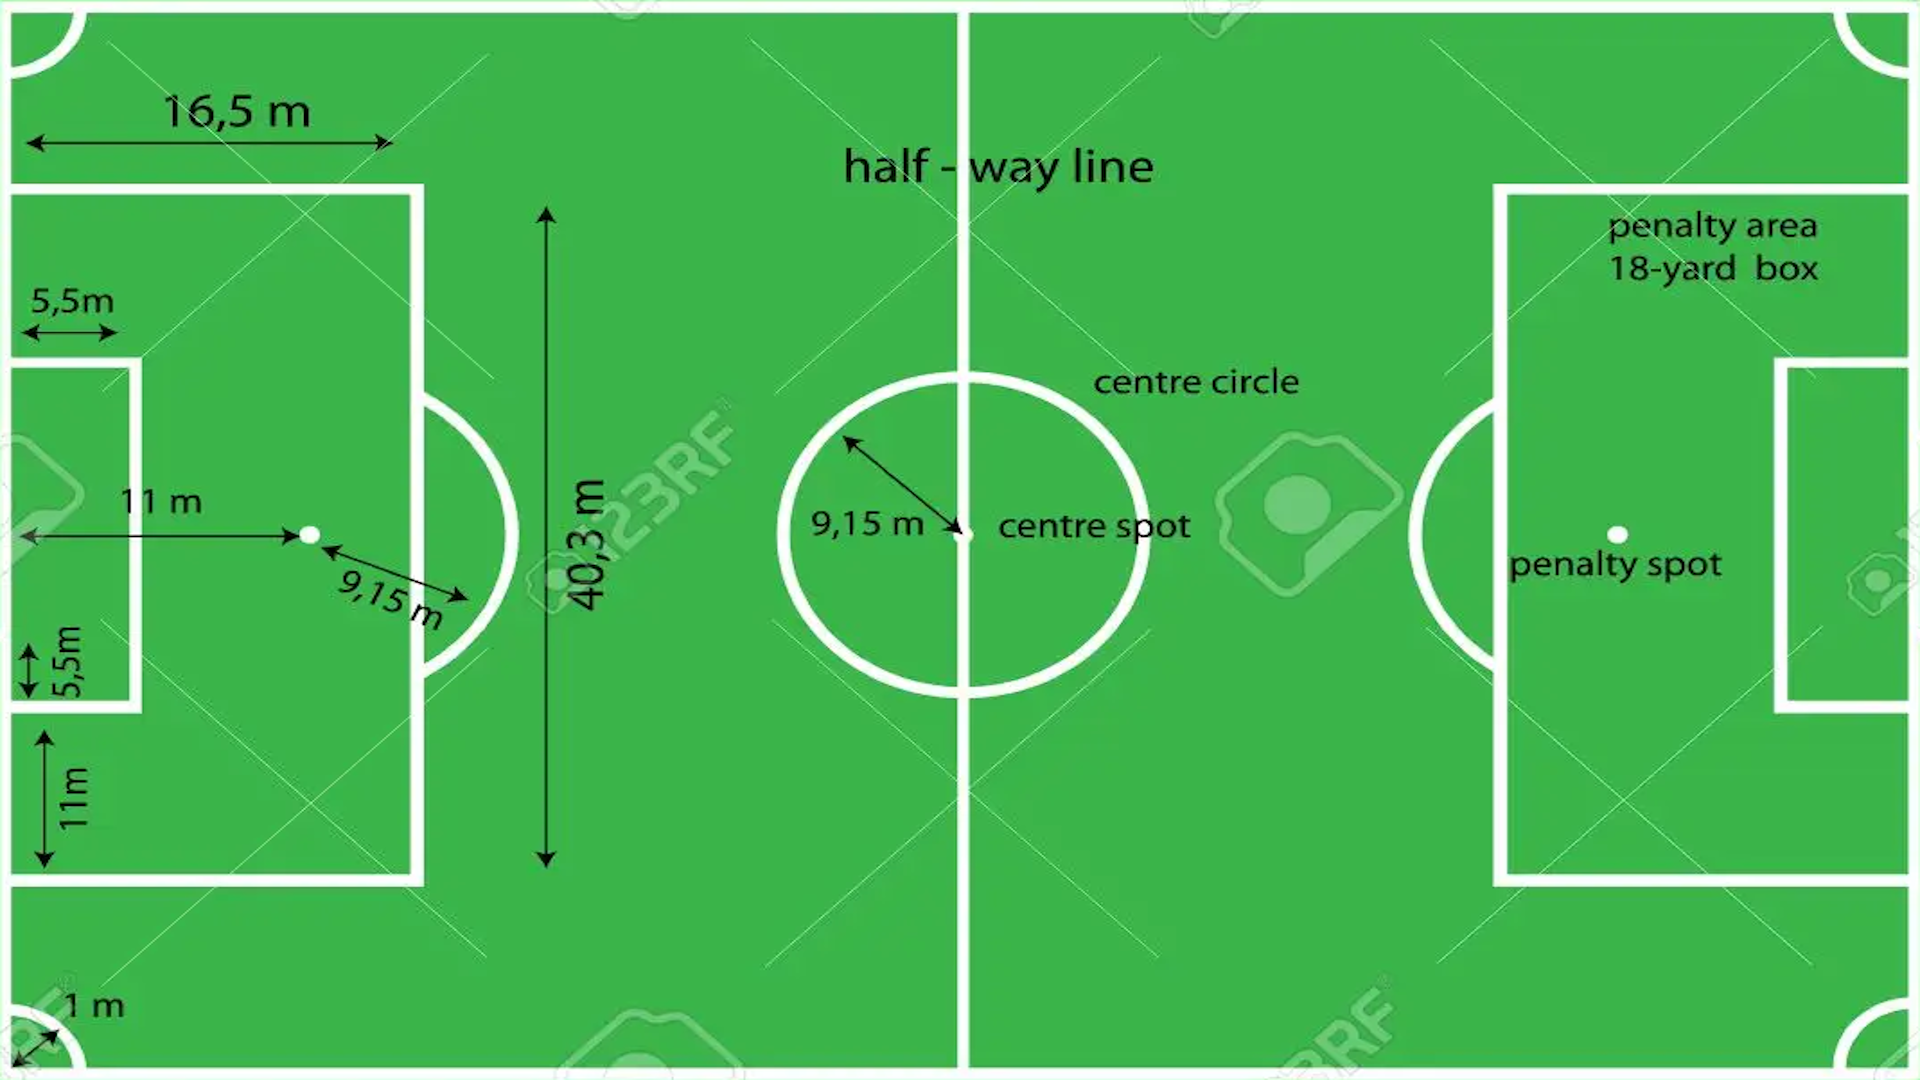 16,5 m
half - way line
penalty area
18-yard box
5,5m
centre circle
11 m
9,15 m
40,3 m
9,15 m
centre spot
penalty spot
5,5m
11m
1 m
123RF
123RF
123RF